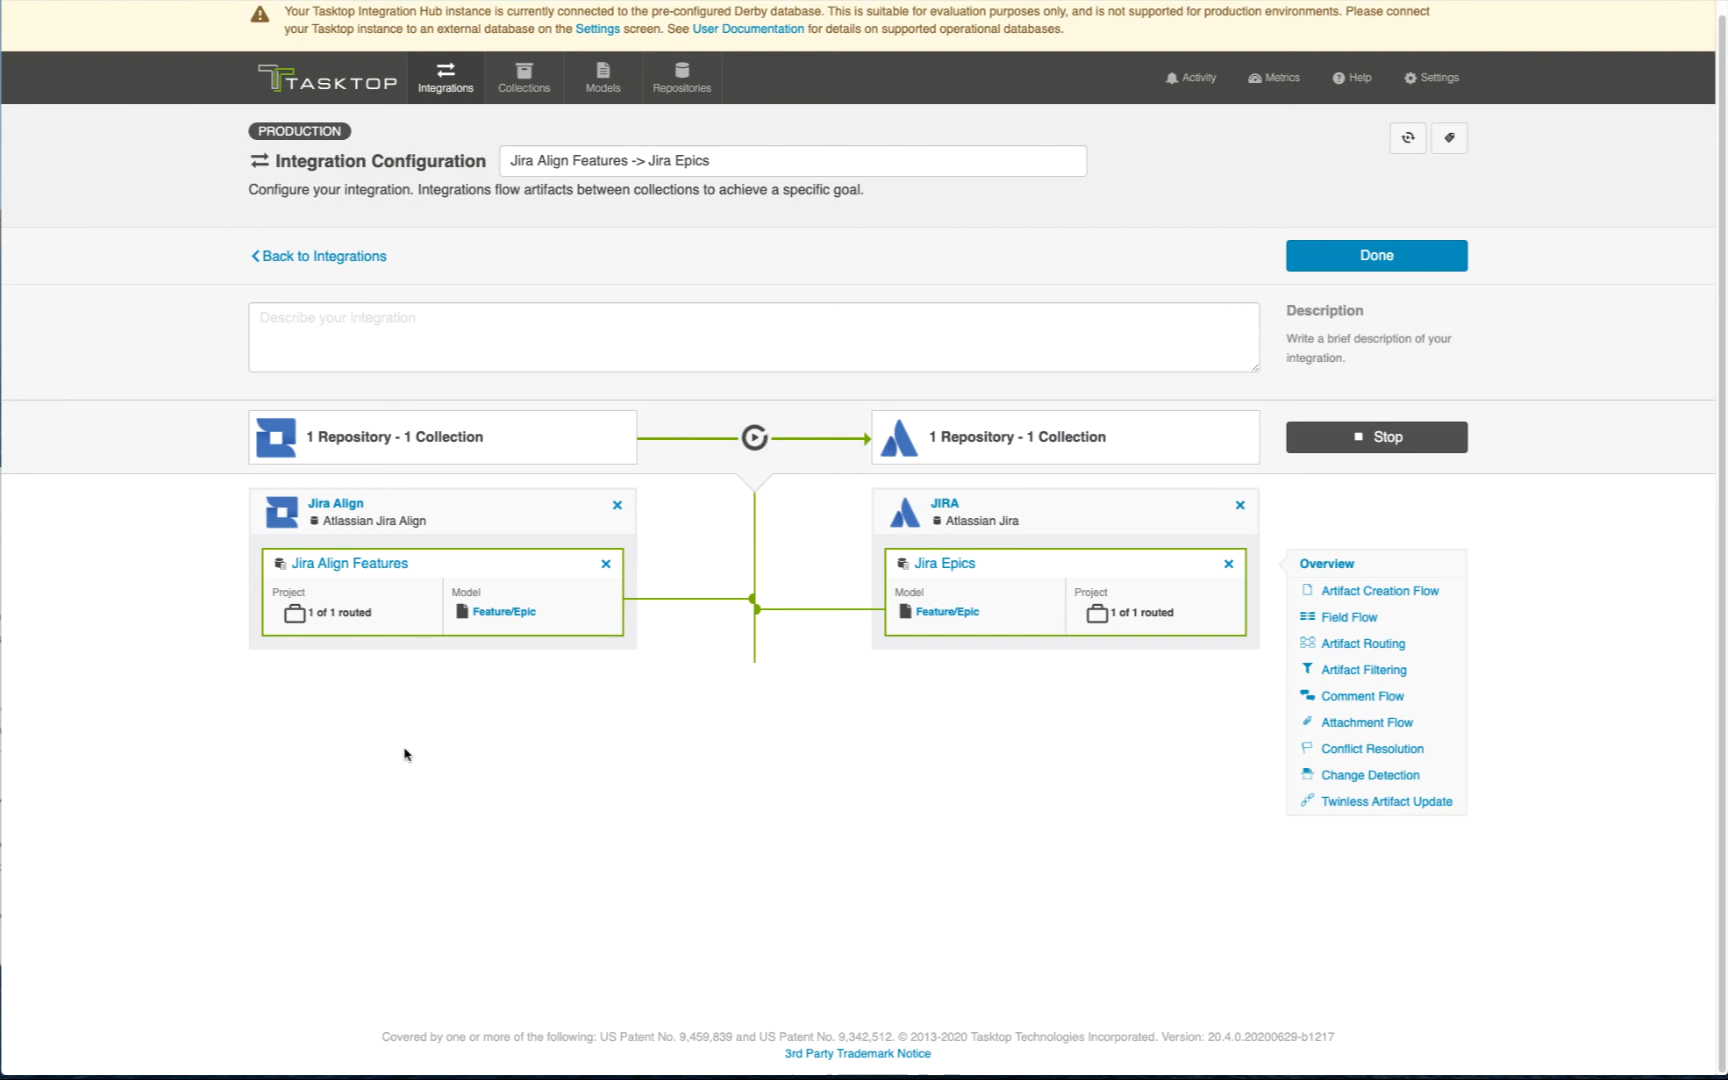 Your Tasktop Integration Hub instance is currently connected to the pre-configured Derby database. This is suitable for evaluation purposes only, and is not supported for production environments. Please connect
your Tasktop instance to an external database on the Settings screen. See User Documentation for details on supported operational databases.
TASKTOP
Integrations
Collections
Models
Repositories
Activity
Metrics
Help
Settings
PRODUCTION
Integration Configuration
Jira Align Features -> Jira Epics
Configure your integration. Integrations flow artifacts between collections to achieve a specific goal.
Back to Integrations
Done
Describe your integration
Description
Write a brief description of your
integration.
1 Repository - 1 Collection
1 Repository - 1 Collection
Stop
Jira Align
Atlassian Jira Align
JIRA
Atlassian Jira
Jira Align Features
Project
1 of 1 routed
Model
Feature/Epic
Jira Epics
Model
Feature/Epic
Project
1 of 1 routed
Overview
Artifact Creation Flow
Field Flow
Artifact Routing
Artifact Filtering
Comment Flow
Attachment Flow
Conflict Resolution
Change Detection
Twinless Artifact Update
Covered by one or more of the following: US Patent No. 9,459,839 and US Patent No. 9,342,512. © 2013-2020 Tasktop Technologies Incorporated. Version: 20.4.0.20200629-b1217
3rd Party Trademark Notice